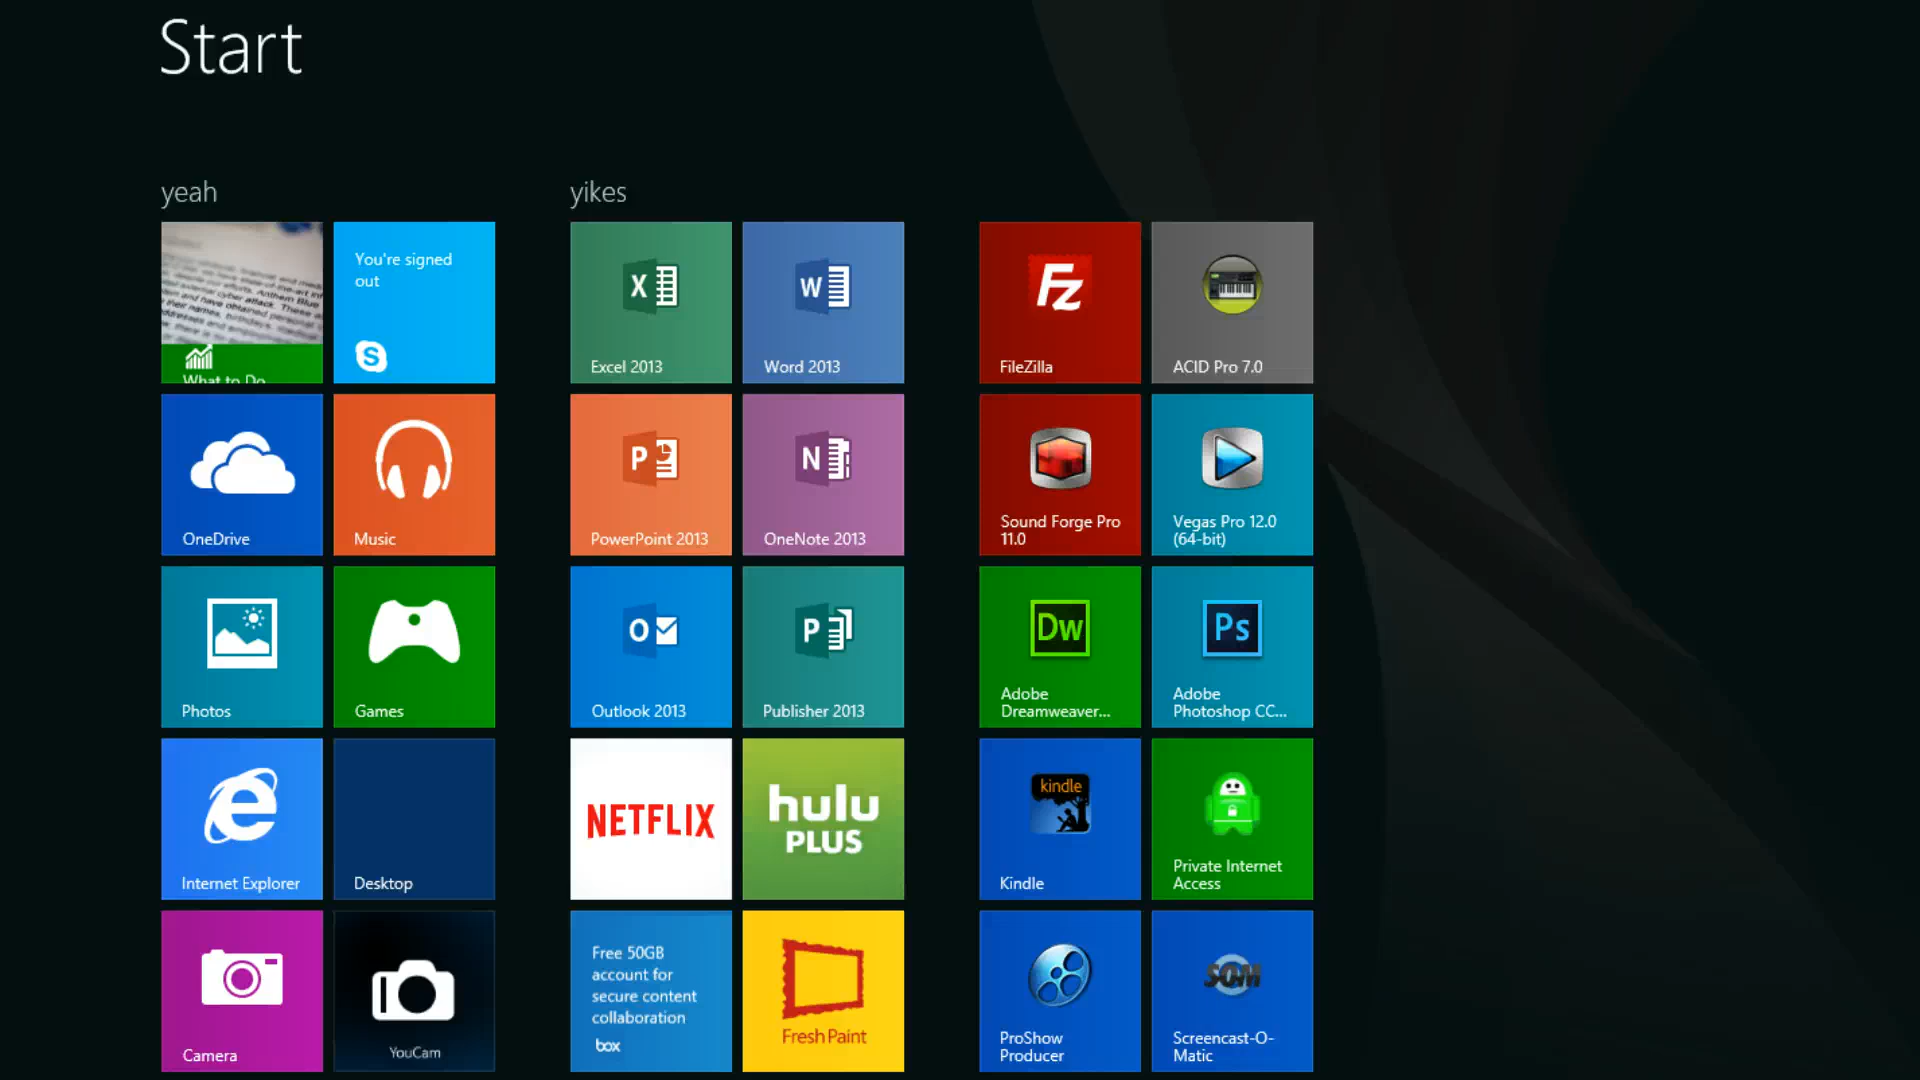 Start
yeah
yikes
You're signed
out
What to Do
Excel 2013
Word 2013
FileZilla
ACID Pro 7.0
OneDrive
Music
PowerPoint 2013
OneNote 2013
Sound Forge Pro
11.0
Vegas Pro 12.0
(64-bit)
Photos
Games
Outlook 2013
Publisher 2013
Dw
Adobe
Dreamweaver...
Ps
Adobe
Photoshop CC...
Internet Explorer
Desktop
NETFLIX
hulu
PLUS
kindle
Kindle
Private Internet
Access
Camera
YouCam
Free 50GB
account for
secure content
collaboration
box
Fresh Paint
ProShow
Producer
SOM
Screencast-O-
Matic